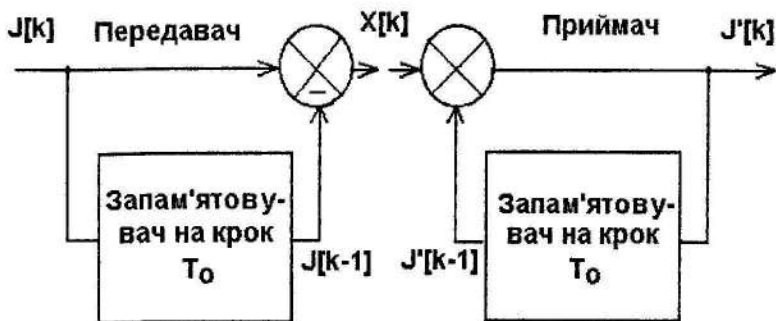 J[k] Передавач X[k] Приймач J'[k]
Запам'ятову-
вач на крок
To
J[k-1]
J'[k-1]
Запам'ятову-
вач на крок
To